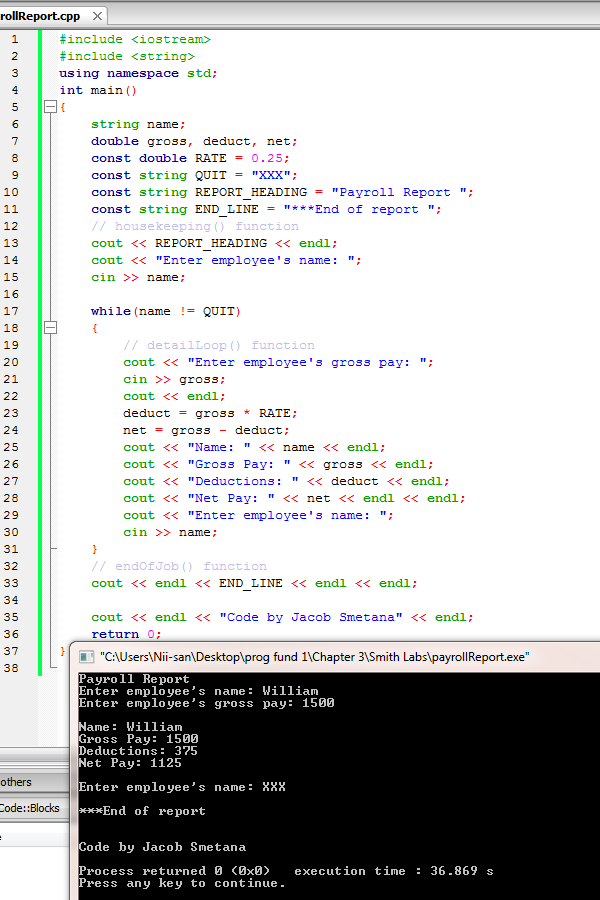 rollReport.cpp
1 #include <iostream>
2 #include <string>
3 using namespace std;
4 int main()
5 {
6 string name;
7 double gross, deduct, net;
8 const double RATE = 0.25;
9 const string QUIT = "XXX";
10 const string REPORT_HEADING = "Payroll Report ";
11 const string END_LINE = "***End of report ";
12 // housekeeping() function
13 cout << REPORT_HEADING << endl;
14 cout << "Enter employee's name: ";
15 cin >> name;
16
17 while(name != QUIT)
18 {
19 // detailLoop() function
20 cout << "Enter employee's gross pay: ";
21 cin >> gross;
22 cout << endl;
23 deduct = gross * RATE;
24 net = gross - deduct;
25 cout << "Name: " << name << endl;
26 cout << "Gross Pay: " << gross << endl;
27 cout << "Deductions: " << deduct << endl;
28 cout << "Net Pay: " << net << endl << endl;
29 cout << "Enter employee's name: ";
30 cin >> name;
31 }
32 // endOfJob() function
33 cout << endl << END_LINE << endl << endl;
34
35 cout << endl << "Code by Jacob Smetana" << endl;
36 return 0;
37 }
38
"C:\Users\Nii-san\Desktop\prog fund 1\Chapter 3\Smith Labs\payrollReport.exe"
Payroll Report
Enter employee's name: William
Enter employee's gross pay: 1500
Name: William
Gross Pay: 1500
Deductions: 375
Net Pay: 1125
Enter employee's name: XXX
***End of report
Code by Jacob Smetana
Process returned 0 (0x0) execution time : 36.869 s
Press any key to continue.
others
Code::Blocks